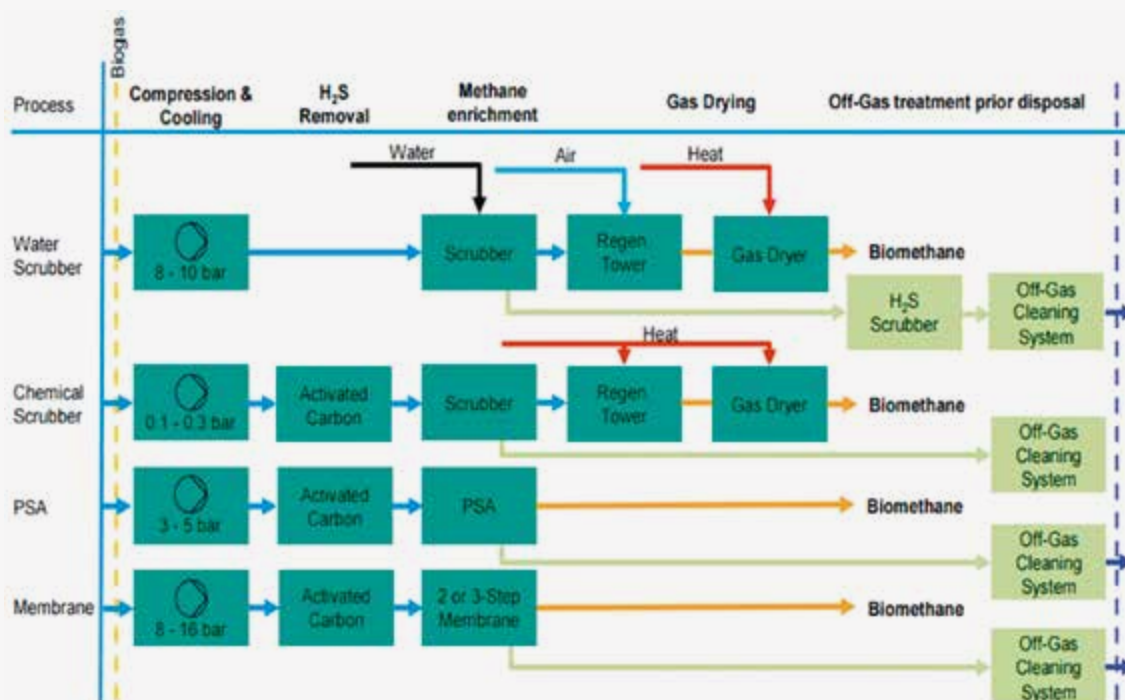 Biogas
Process
Compression &
Cooling
H₂S
Removal
Methane
enrichment
Gas Drying
Off-Gas treatment prior disposal
Water
Air
Heat
Water
Scrubber
8 - 10 bar
Scrubber
Regen
Tower
Gas Dryer
Biomethane
H₂S
Scrubber
Off-Gas
Cleaning
System
Heat
Chemical
Scrubber
0.1 - 0.3 bar
Activated
Carbon
Scrubber
Regen
Tower
Gas Dryer
Biomethane
Off-Gas
Cleaning
System
PSA
3 - 5 bar
Activated
Carbon
PSA
Biomethane
Off-Gas
Cleaning
System
Membrane
8 - 16 bar
Activated
Carbon
2 or 3-Step
Membrane
Biomethane
Off-Gas
Cleaning
System